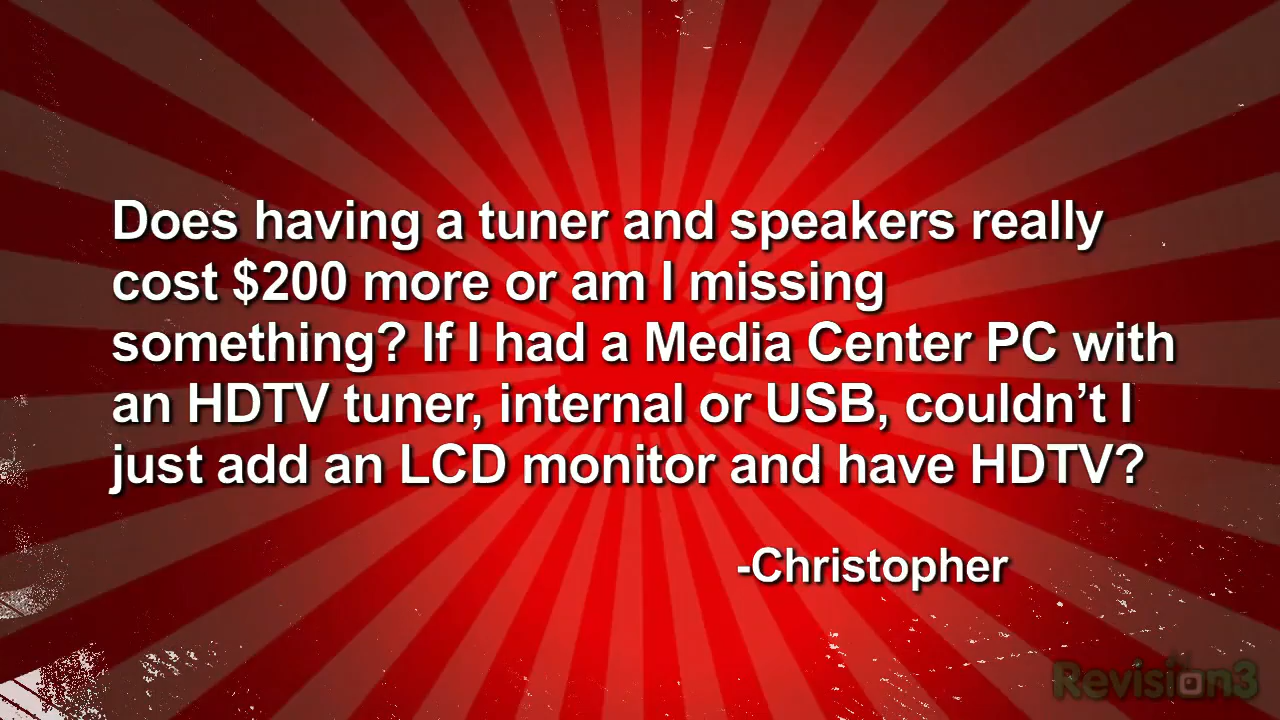 Does having a tuner and speakers really
cost $200 more or am I missing
something? If I had a Media Center PC with
an HDTV tuner, internal or USB, couldn’t I
just add an LCD monitor and have HDTV?
-Christopher
Revision3